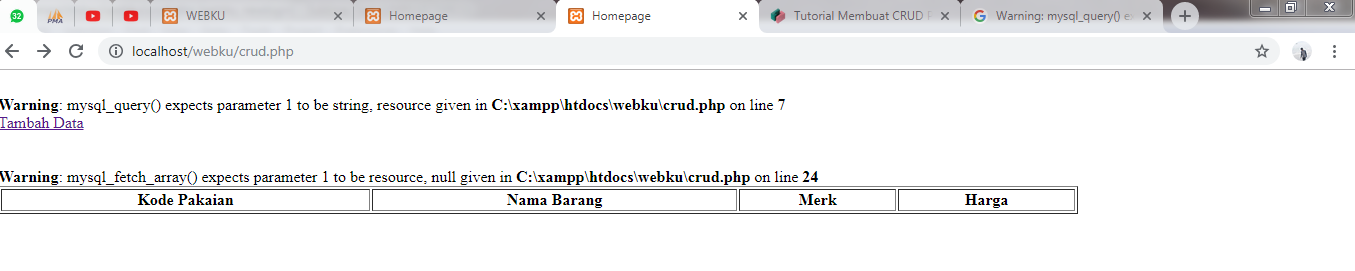 32
PMA
WEBKU
Homepage
Homepage
Tutorial Membuat CRUD
Warning: mysql_query()
localhost/webku/crud.php
Warning: mysql_query() expects parameter 1 to be string, resource given in C:\xampp\htdocs\webku\crud.php on line 7
Tambah Data
Warning: mysql_fetch_array() expects parameter 1 to be resource, null given in C:\xampp\htdocs\webku\crud.php on line 24
Kode Pakaian Nama Barang Merk Harga